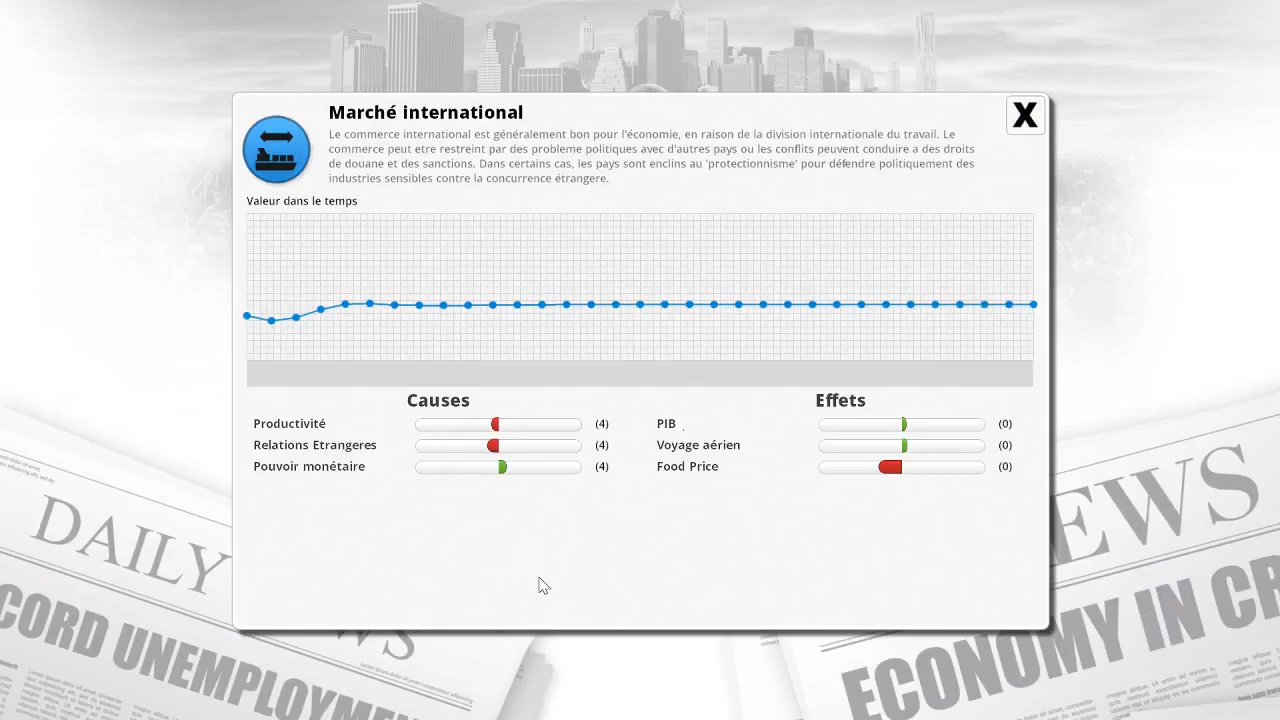 Marché international
Le commerce international est généralement bon pour l'économie, en raison de la division internationale du travail. Le
commerce peut etre restreint par des probleme politiques avec d'autres pays ou les conflits peuvent conduire a des droits
de douane et des sanctions. Dans certains cas, les pays sont enclins au 'protectionnisme' pour défendre politiquement des
industries sensibles contre la concurrence étrangere.
X
Valeur dans le temps
Causes
Effets
Productivité (4)
PIB (0)
Relations Etrangeres (4)
Voyage aérien (0)
Pouvoir monétaire (4)
Food Price (0)
DAILY
NEWS
CORD UNEMPLOYME
WS
ECONOMY IN CR